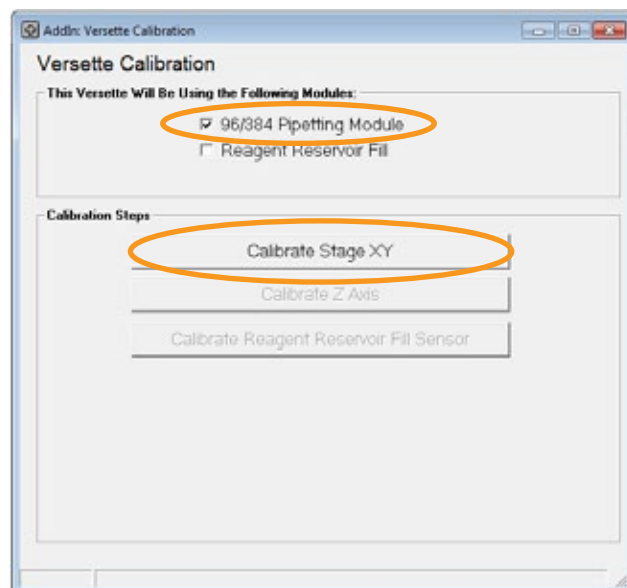 AddIn: Versette Calibration
Versette Calibration
This Versette Will Be Using the Following Modules:
96/384 Pipetting Module
Reagent Reservoir Fill
Calibration Steps
Calibrate Stage XY
Calibrate Z Axis
Calibrate Reagent Reservoir Fill Sensor